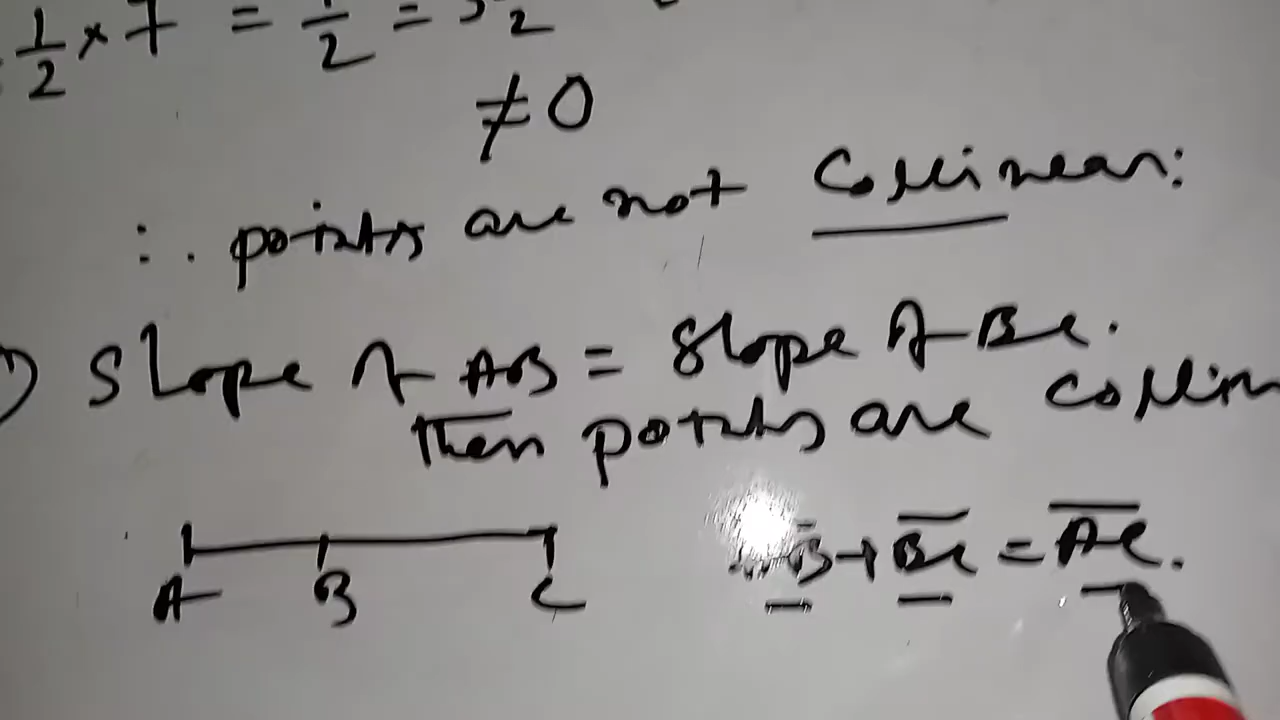 1/2 × 7 = 7/2 = 3 1/2
≠ 0
∴ points are not Collinear:
) Slope of AB = Slope of BC.
Then points are collin
A B C
B + BC = AC.